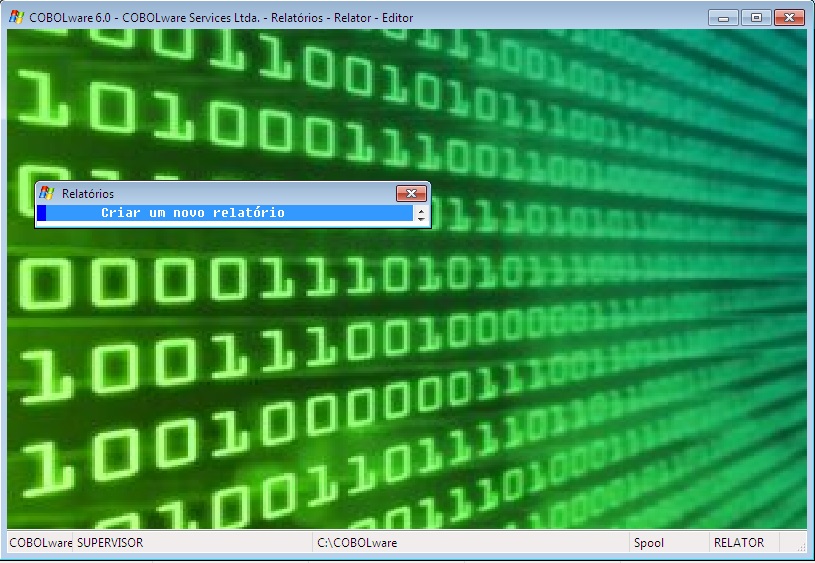 COBOLware 6.0 - COBOLware Services Ltda. - Relatórios - Relator - Editor
Relatórios
Criar um novo relatório
COBOLware SUPERVISOR C:\COBOLware Spool RELATOR